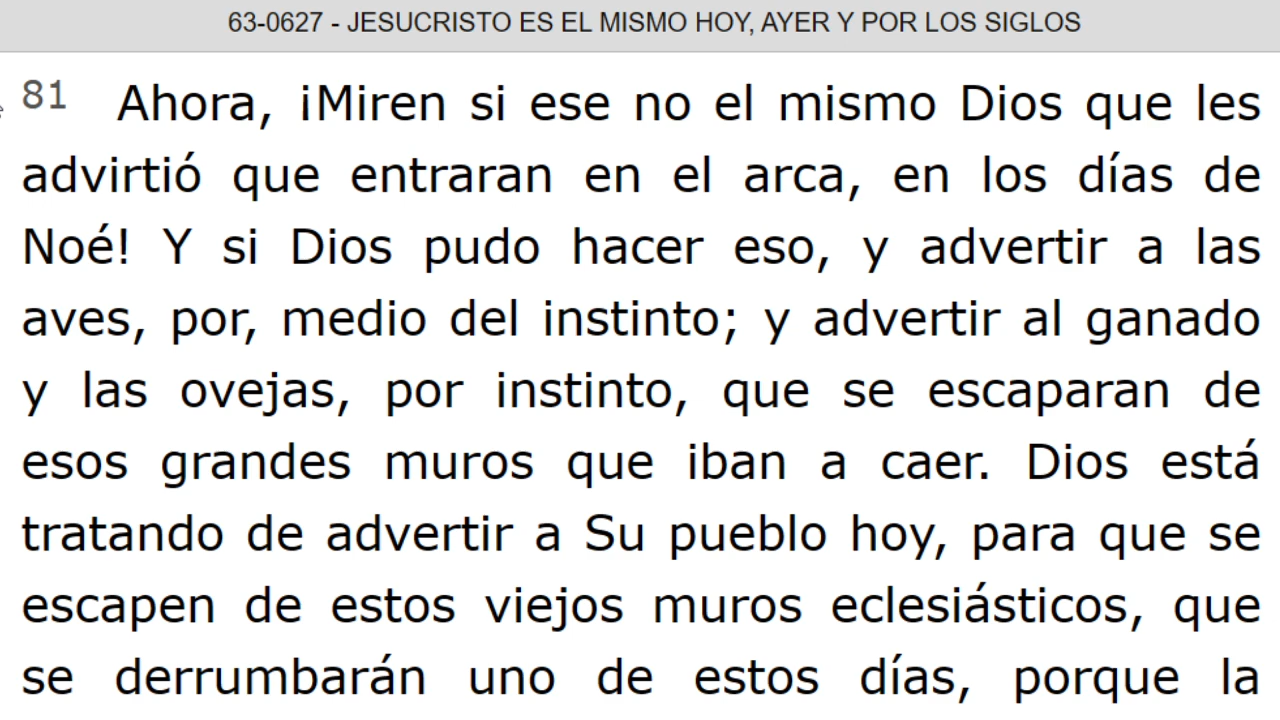 63-0627 - JESUCRISTO ES EL MISMO HOY, AYER Y POR LOS SIGLOS
81 Ahora, ¡Miren si ese no el mismo Dios que les
advirtió que entraran en el arca, en los días de
Noé! Y si Dios pudo hacer eso, y advertir a las
aves, por, medio del instinto; y advertir al ganado
y las ovejas, por instinto, que se escaparan de
esos grandes muros que iban a caer. Dios está
tratando de advertir a Su pueblo hoy, para que se
escapen de estos viejos muros eclesiásticos, que
se derrumbarán uno de estos días, porque la